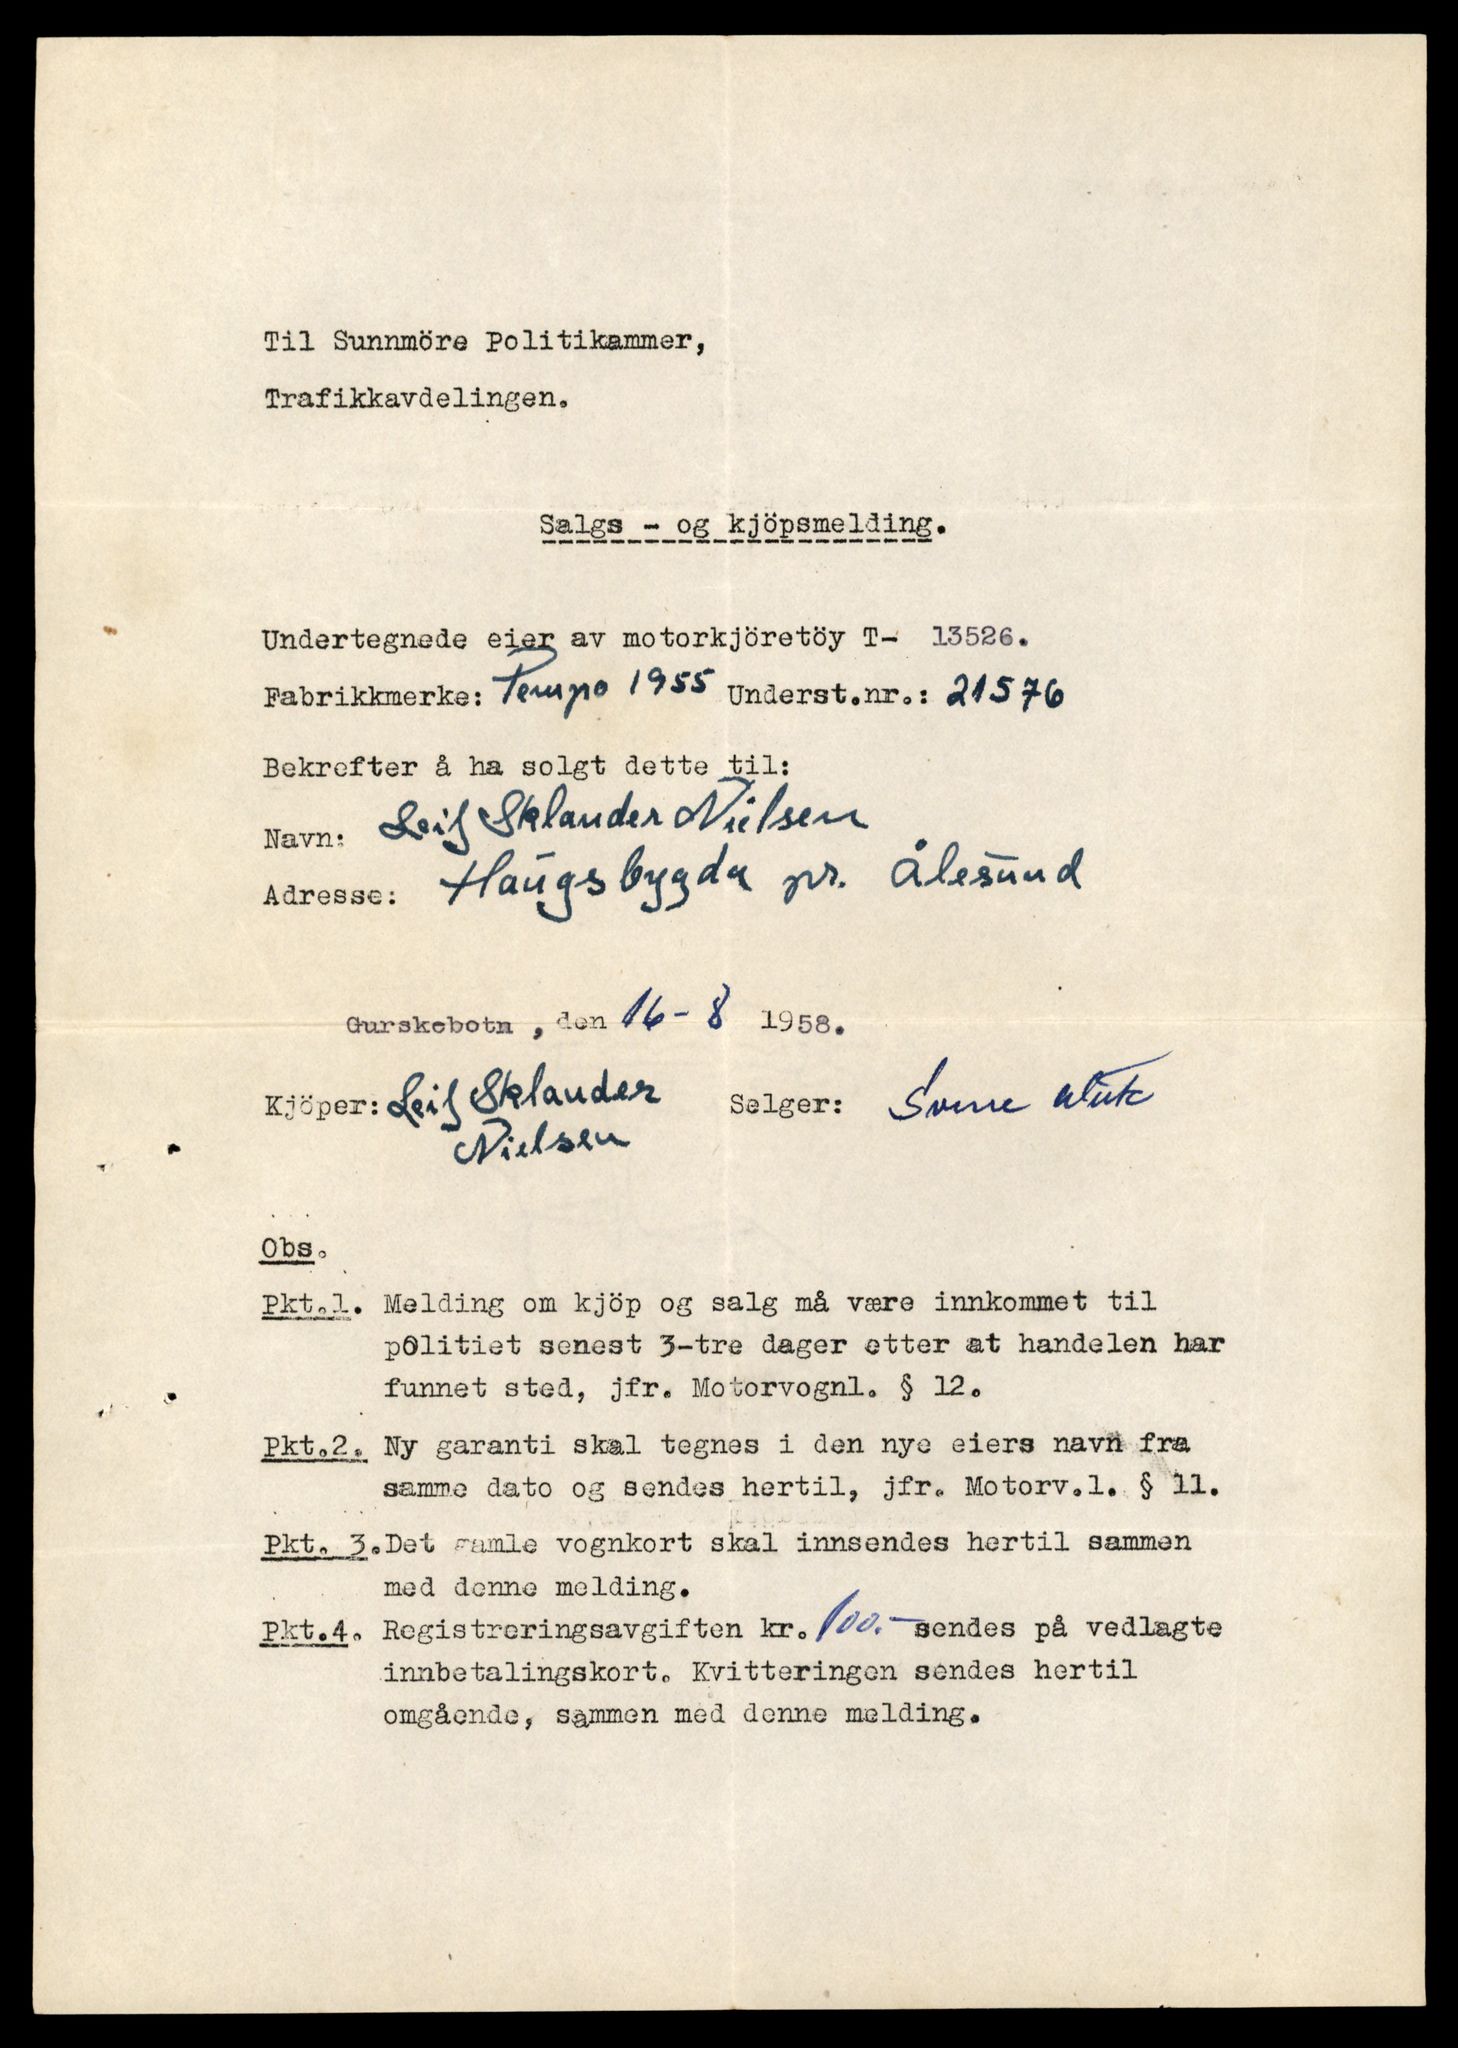 Til Sunnmöre Politikammer,
Trafikkavdelingen.
Salgs - og kjöpsmelding.
Undertegnede eier av motorkjöretöy T- 13526.
Fabrikkmerke: Tempo 1955 Underst.nr.: 21576
Bekrefter å ha solgt dette til:
Navn: Leif Sklander Nielsen
Adresse: Haugsbygda pr. Ålesund
Gurskebotn, den 16-8 1958.
Kjöper: Leif Sklander Selger:
Nielsen
Obs.
Pkt.1. Melding om kjöp og salg må være innkommet til
politiet senest 3-tre dager etter at handelen har
funnet sted, jfr. Motorvognl. § 12.
Pkt.2. Ny garanti skal tegnes i den nye eiers navn fra
samme dato og sendes hertil, jfr. Motorv.l. § 11.
Pkt. 3. Det gamle vognkort skal innsendes hertil sammen
med denne melding.
Pkt.4. Registreringsavgiften kr. 100.- sendes på vedlagte
innbetalingskort. Kvitteringen sendes hertil
omgående, sammen med denne melding.